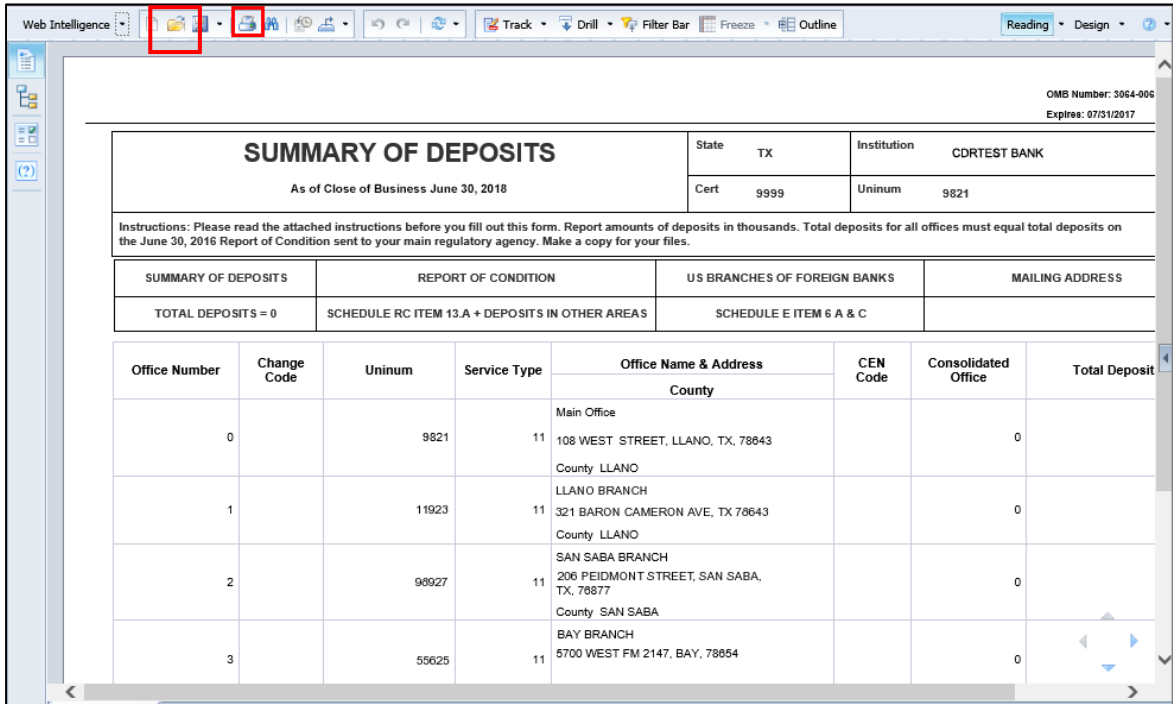 Web Intelligence Track Drill Filter Bar Freeze Outline Reading Design
OMB Number: 3064-006
Expires: 07/31/2017
SUMMARY OF DEPOSITS
As of Close of Business June 30, 2018
State TX Institution CDRTEST BANK
Cert 9999 Uninum 9821
Instructions: Please read the attached instructions before you fill out this form. Report amounts of deposits in thousands. Total deposits for all offices must equal total deposits on
the June 30, 2016 Report of Condition sent to your main regulatory agency. Make a copy for your files.
SUMMARY OF DEPOSITS REPORT OF CONDITION US BRANCHES OF FOREIGN BANKS MAILING ADDRESS
TOTAL DEPOSITS = 0 SCHEDULE RC ITEM 13.A + DEPOSITS IN OTHER AREAS SCHEDULE E ITEM 6 A & C
Office Number Change Code Uninum Service Type Office Name & Address CEN Code Consolidated Office Total Deposit
County
Main Office
0 9821 11 108 WEST STREET, LLANO, TX, 78643 0
County LLANO
LLANO BRANCH
1 11923 11 321 BARON CAMERON AVE, TX 78643 0
County LLANO
SAN SABA BRANCH
2 98927 11 206 PEIDMONT STREET, SAN SABA, 0
TX, 76877
County SAN SABA
BAY BRANCH
5700 WEST FM 2147, BAY, 78654
3 55625 11 0